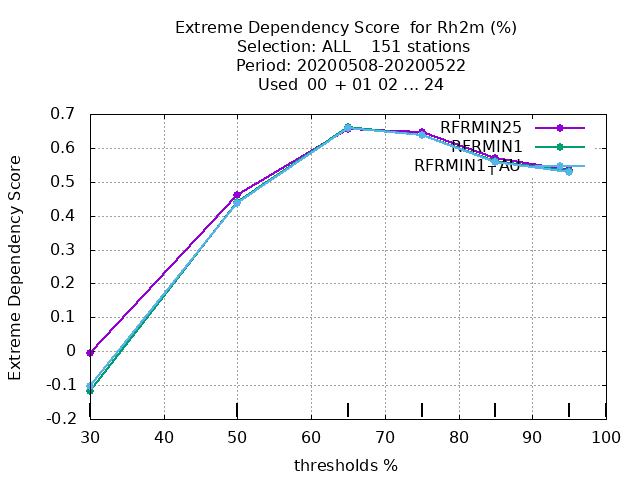 Extreme Dependency Score  for Rh2m (%)
Selection: ALL    151 stations
Period: 20200508-20200522
Used  00 + 01 02 ... 24
0.7
0.6
0.5
0.4
0.3
0.2
0.1
0
-0.1
-0.2
Extreme Dependency Score
RFRMIN25
RFRMIN1
RFRMIN1+AU
30 40 50 60 70 80 90 100
thresholds %